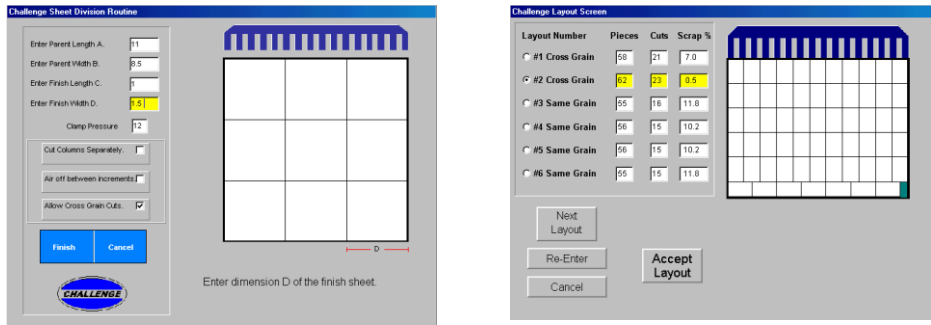 Challenge Sheet Division Routine
Enter Parent Length A. 11
Enter Parent Width B. 8.5
Enter Finish Length C. 1
Enter Finish Width D. 1.5
Clamp Pressure 12
Cut Columns Separately.
Air off between increments.
Allow Cross Grain Cuts.
Finish Cancel
CHALLENGE
D
Enter dimension D of the finish sheet.
Challenge Layout Screen
Layout Number Pieces Cuts Scrap %
#1 Cross Grain 58 21 7.0
#2 Cross Grain 62 23 0.5
#3 Same Grain 55 16 11.8
#4 Same Grain 56 15 10.2
#5 Same Grain 56 15 10.2
#6 Same Grain 55 15 11.8
Next
Layout
Re-Enter
Cancel
Accept
Layout